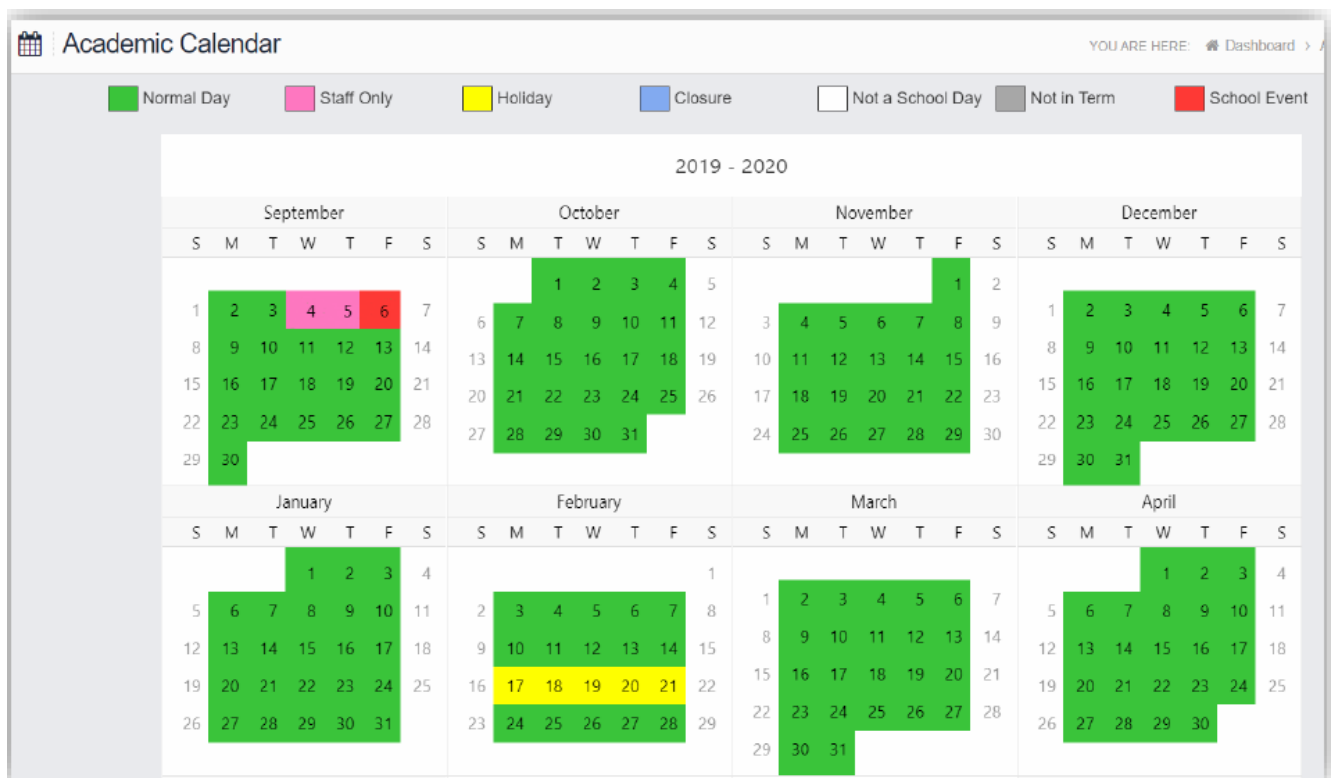 Academic Calendar
YOU ARE HERE: Dashboard >
Normal Day Staff Only Holiday Closure Not a School Day Not in Term School Event
2019 - 2020
September October November December
S M T W T F S S M T W T F S S M T W T F S S M T W T F S
1 2 3 4 5 1 2
1 2 3 4 5 6 7 6 7 8 9 10 11 12 3 4 5 6 7 8 9 1 2 3 4 5 6 7
8 9 10 11 12 13 14 13 14 15 16 17 18 19 10 11 12 13 14 15 16 8 9 10 11 12 13 14
15 16 17 18 19 20 21 20 21 22 23 24 25 26 17 18 19 20 21 22 23 15 16 17 18 19 20 21
22 23 24 25 26 27 28 27 28 29 30 31 24 25 26 27 28 29 30 22 23 24 25 26 27 28
29 30 29 30 31
January February March April
S M T W T F S S M T W T F S S M T W T F S S M T W T F S
1 2 3 4 1 1 2 3 4
5 6 7 8 9 10 11 2 3 4 5 6 7 8 1 2 3 4 5 6 7 5 6 7 8 9 10 11
12 13 14 15 16 17 18 9 10 11 12 13 14 15 8 9 10 11 12 13 14 12 13 14 15 16 17 18
19 20 21 22 23 24 25 16 17 18 19 20 21 22 15 16 17 18 19 20 21 19 20 21 22 23 24 25
26 27 28 29 30 31 23 24 25 26 27 28 29 22 23 24 25 26 27 28 26 27 28 29 30
29 30 31